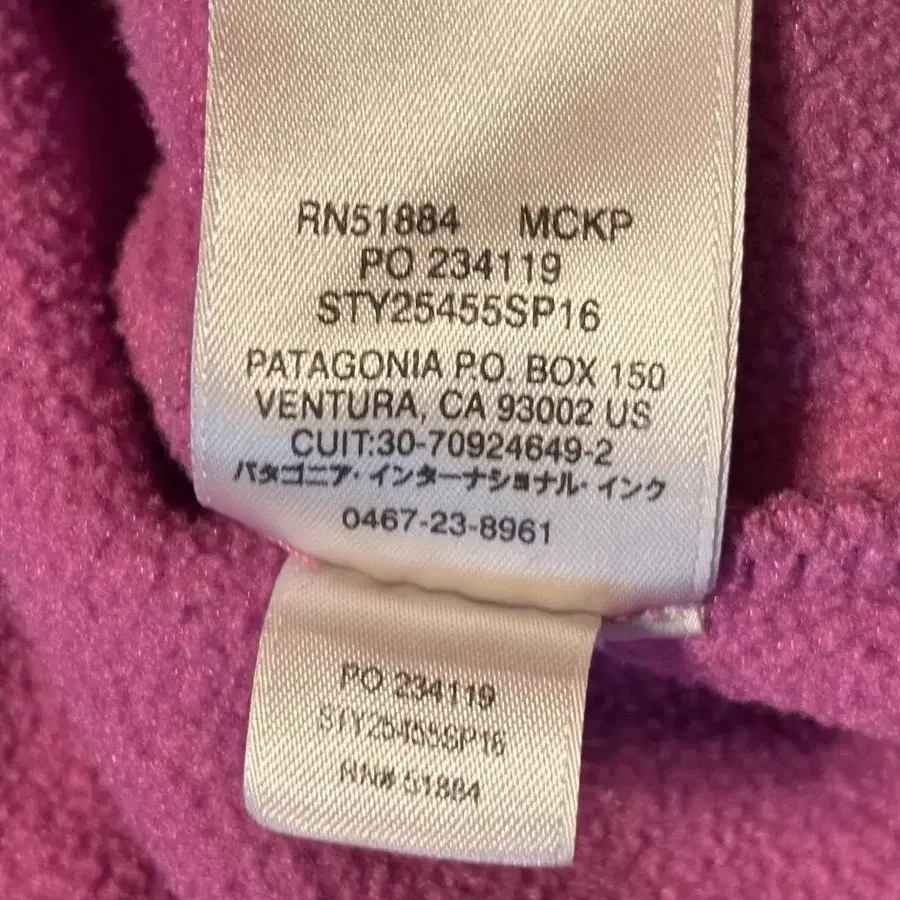 RN51884 MCKP
PO 234119
STY25455SP16
PATAGONIA P.O. BOX 150
VENTURA, CA 93002 US
CUIT:30-70924649-2
パタゴニア・インターナショナル・インク
0467-23-8961
PO 234119
STY25455SP16
RN# 51884